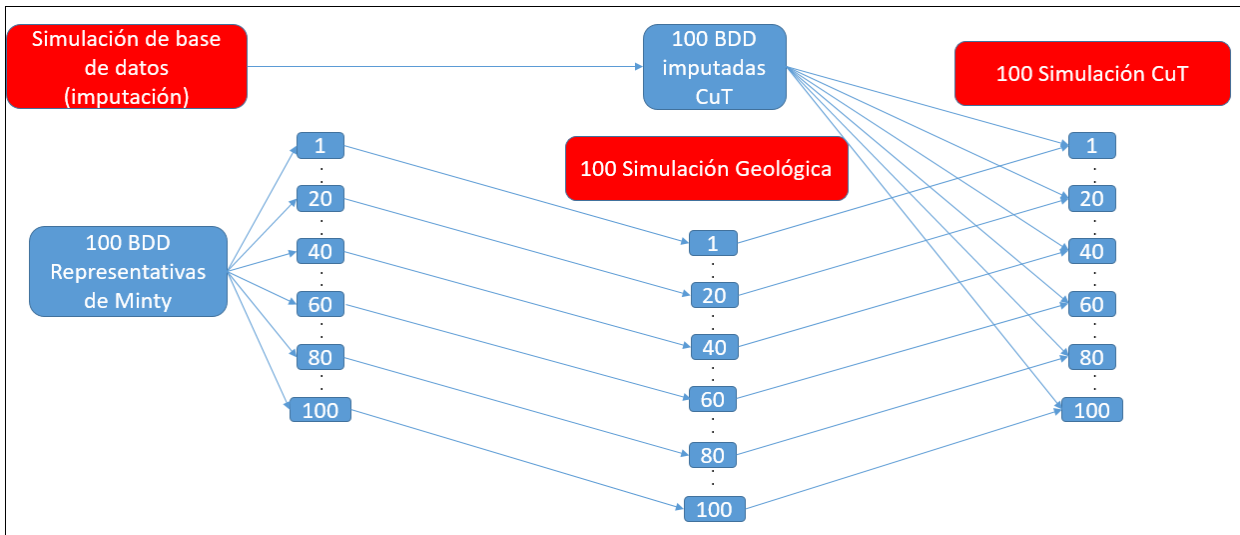 Simulación de base
de datos
(imputación)
100 BDD
imputadas
CuT
100 Simulación CuT
100 Simulación Geológica
100 BDD
Representativas
de Minty
1
20
40
60
80
100
1
20
40
60
80
100
1
20
40
60
80
100